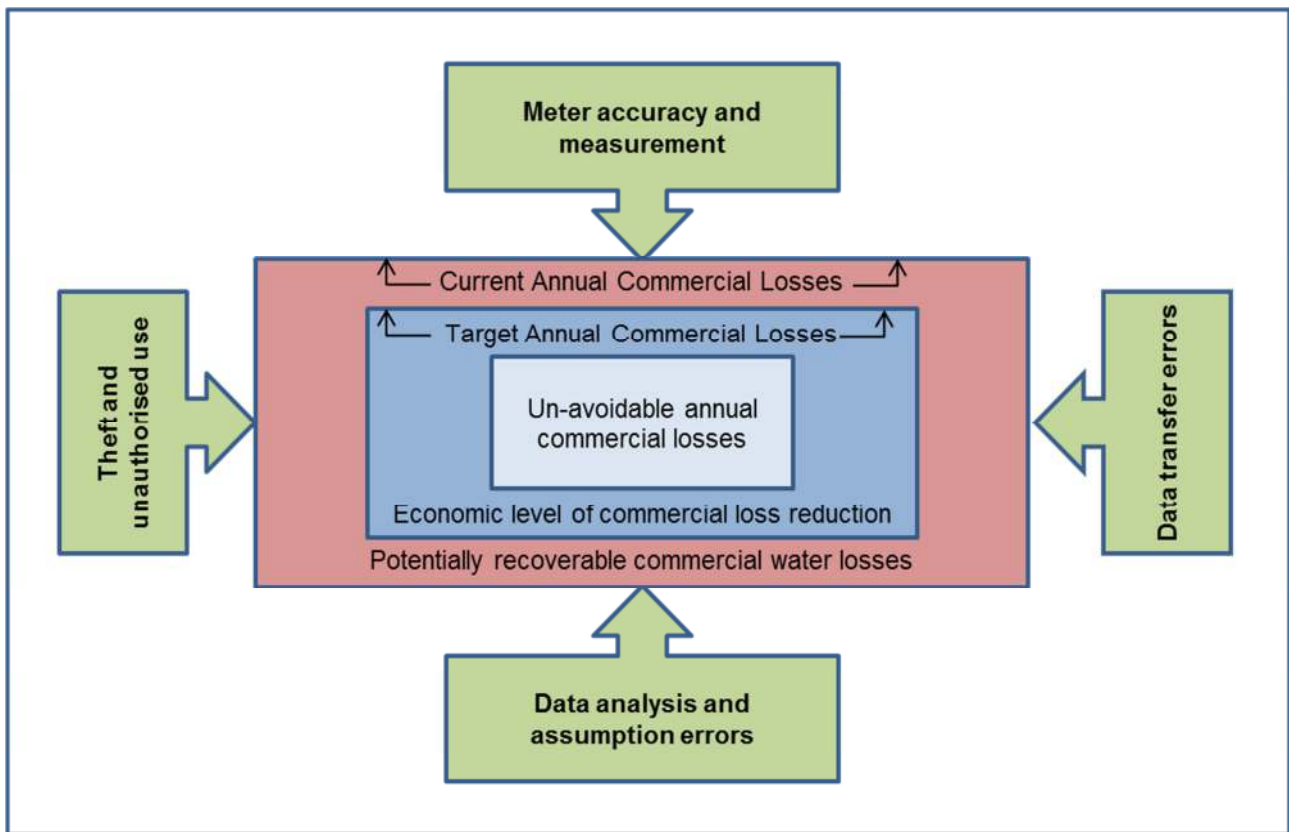 Meter accuracy and
measurement
Current Annual Commercial Losses
Target Annual Commercial Losses
Un-avoidable annual
commercial losses
Economic level of commercial loss reduction
Potentially recoverable commercial water losses
Theft and
unauthorised use
Data transfer errors
Data analysis and
assumption errors